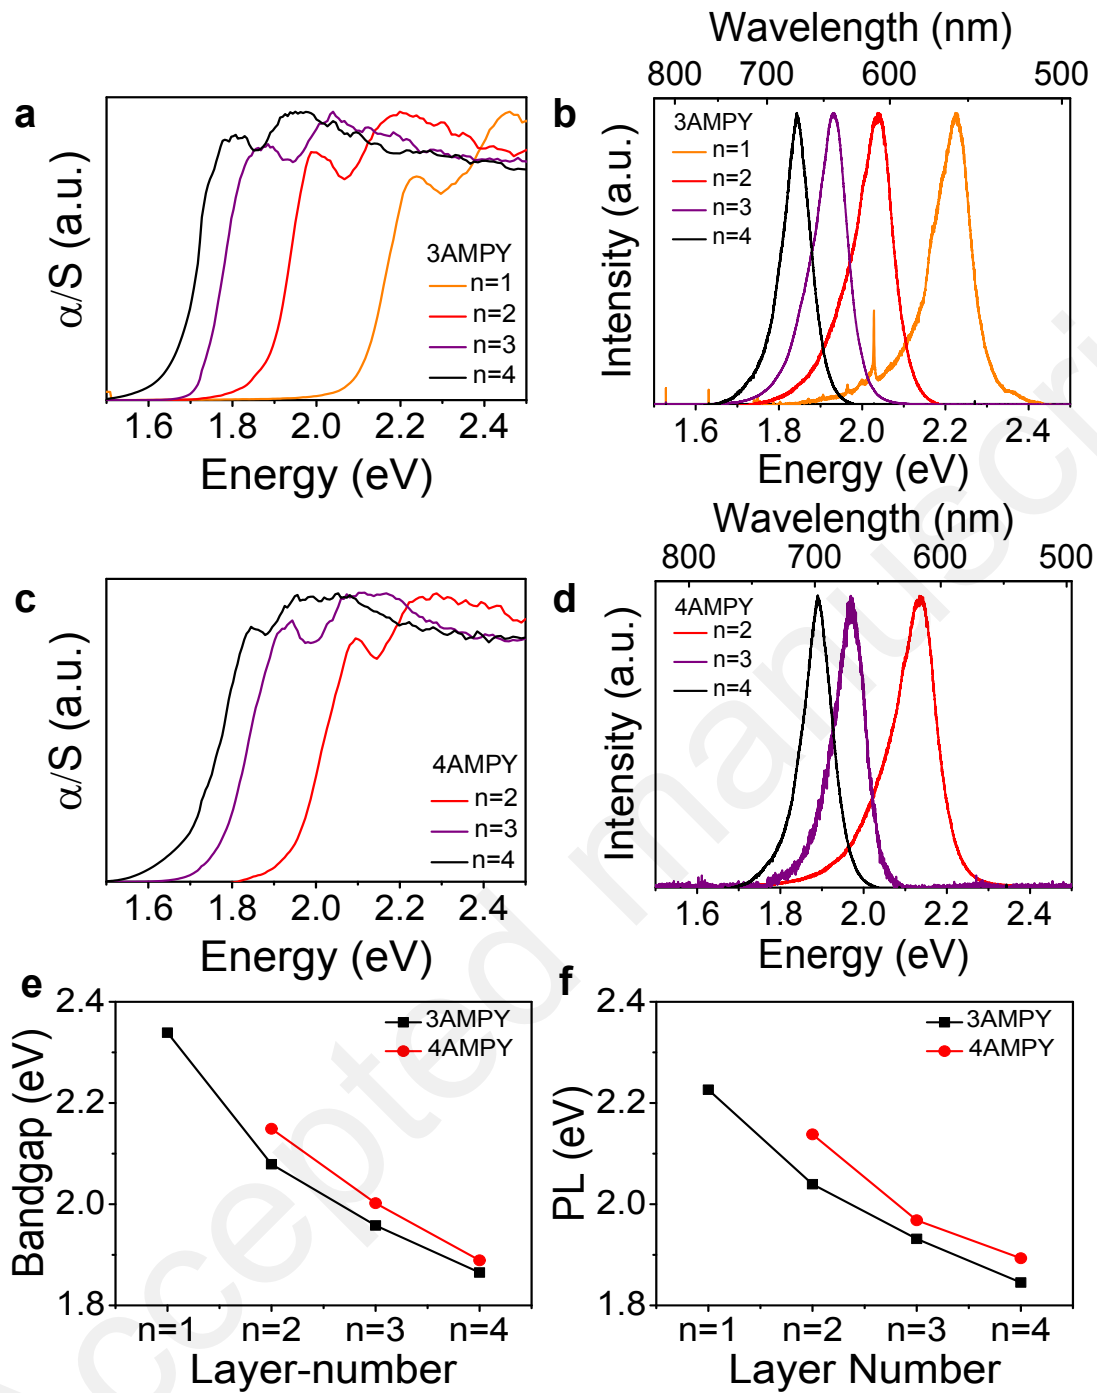 a
α/S (a.u.)
3AMPY
n=1
n=2
n=3
n=4
1.6 1.8 2.0 2.2 2.4
Energy (eV)
b
Wavelength (nm)
800 700 600 500
Intensity (a.u.)
3AMPY
n=1
n=2
n=3
n=4
1.6 1.8 2.0 2.2 2.4
Energy (eV)
c
α/S (a.u.)
4AMPY
n=2
n=3
n=4
1.6 1.8 2.0 2.2 2.4
Energy (eV)
d
Wavelength (nm)
800 700 600 500
Intensity (a.u.)
4AMPY
n=2
n=3
n=4
1.6 1.8 2.0 2.2 2.4
Energy (eV)
e
Bandgap (eV)
2.4
2.2
2.0
1.8
3AMPY
4AMPY
n=1 n=2 n=3 n=4
Layer-number
f
PL (eV)
2.4
2.2
2.0
1.8
3AMPY
4AMPY
n=1 n=2 n=3 n=4
Layer Number
ccepted manuscri